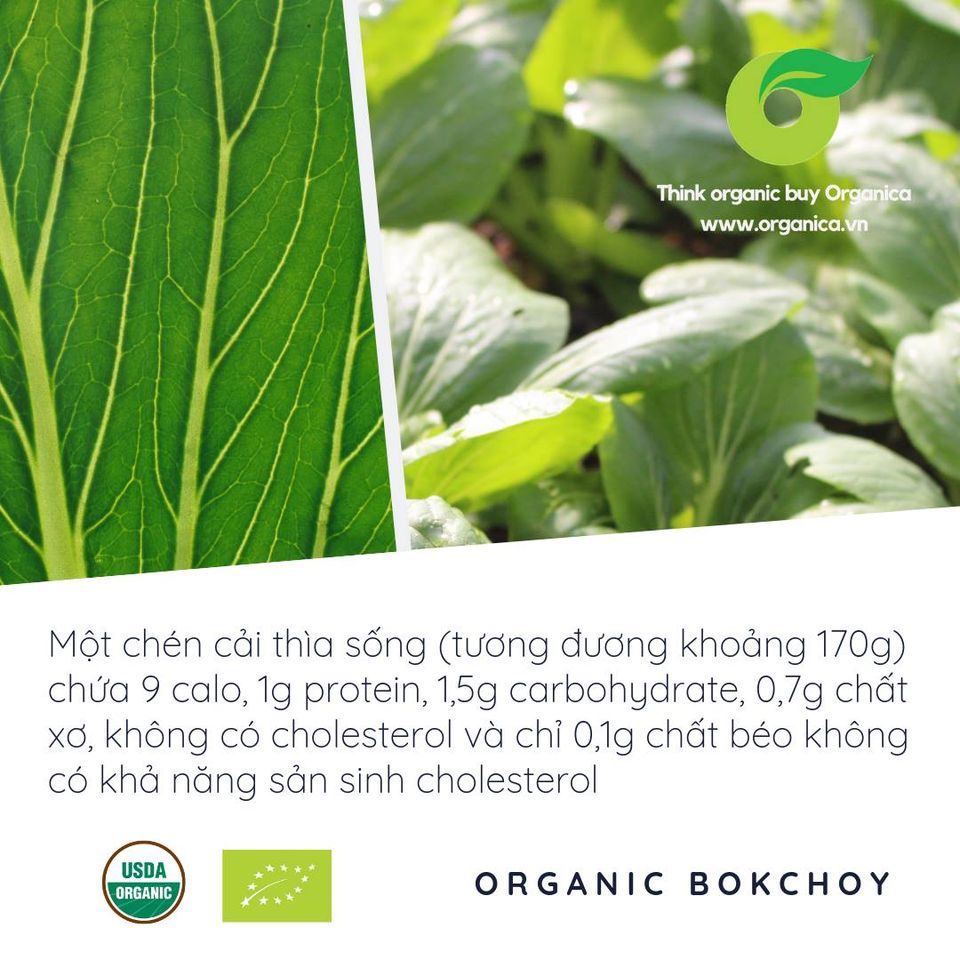 Think organic buy Organica
www.organica.vn
Một chén cải thìa sống (tương đương khoảng 170g)
chứa 9 calo, 1g protein, 1,5g carbohydrate, 0,7g chất
xơ, không có cholesterol và chỉ 0,1g chất béo không
có khả năng sản sinh cholesterol
USDA
ORGANIC
ORGANIC BOKCHOY